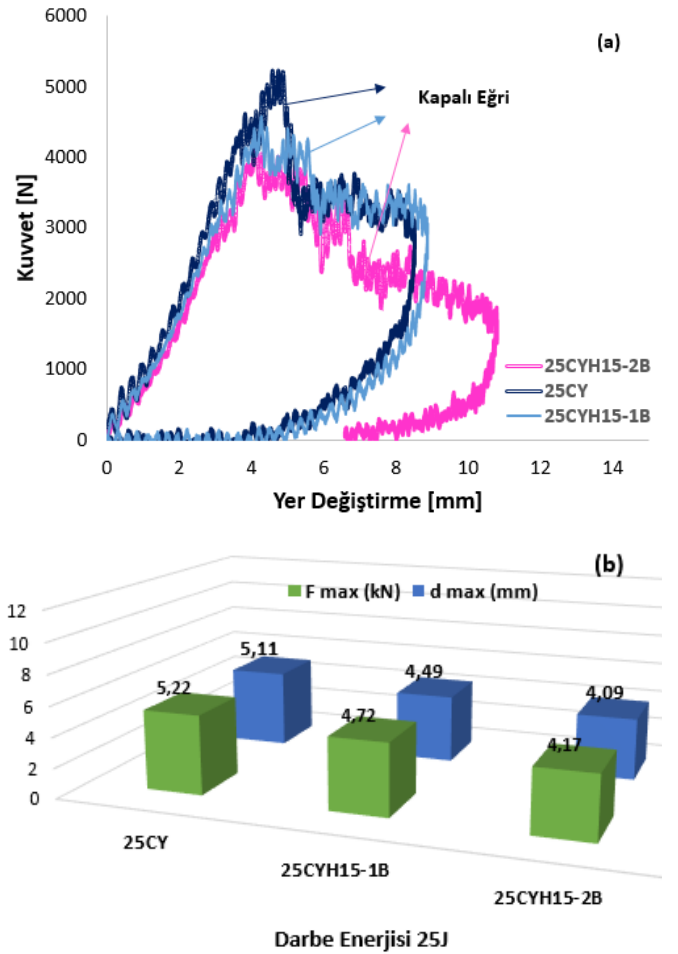 (a)
6000
5000
4000
3000
2000
1000
0
Kuvvet [N]
Kapalı Eğri
25CYH15-2B
25CY
25CYH15-1B
0 2 4 6 8 10 12 14
Yer Değiştirme [mm]
(b)
F max (kN) d max (mm)
12
10
8
6
4
2
0
5,22
5,11
4,72
4,49
4,17
4,09
25CY
25CYH15-1B
25CYH15-2B
Darbe Enerjisi 25J